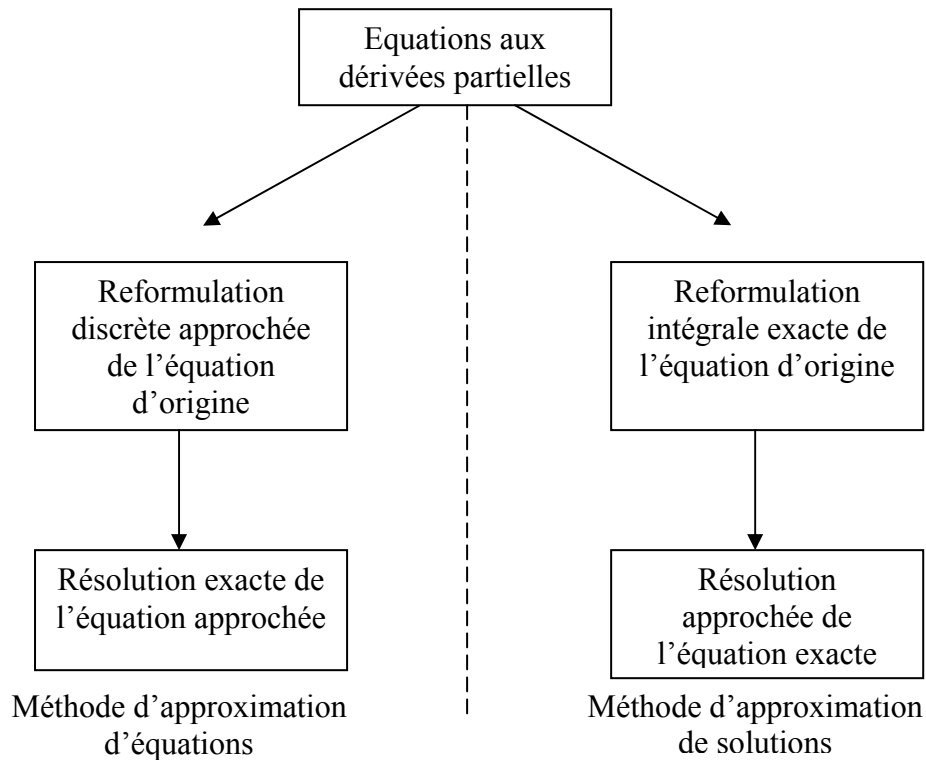 Equations aux
dérivées partielles
Reformulation
discrète approchée
de l’équation
d’origine
Reformulation
intégrale exacte de
l’équation d’origine
Résolution exacte de
l’équation approchée
Résolution
approchée de
l’équation exacte
Méthode d’approximation
d’équations
Méthode d’approximation
de solutions